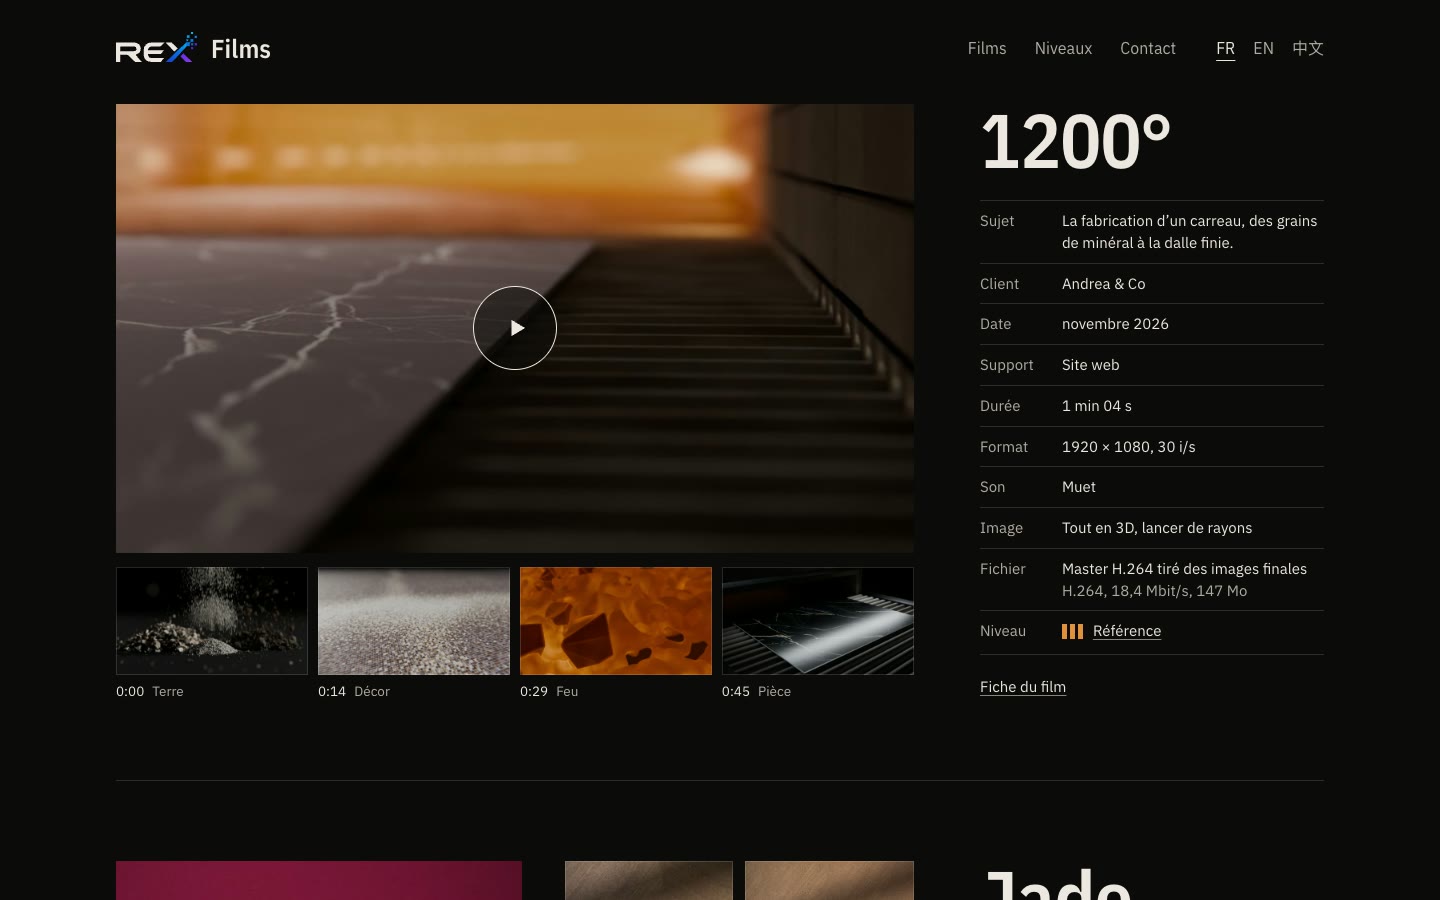 REX Films
Films Niveaux Contact FR EN 中文
1200°
Sujet La fabrication d’un carreau, des grains
de minéral à la dalle finie.
Client Andrea & Co
Date novembre 2026
Support Site web
Durée 1 min 04 s
Format 1920 × 1080, 30 i/s
Son Muet
Image Tout en 3D, lancer de rayons
Fichier Master H.264 tiré des images finales
H.264, 18,4 Mbit/s, 147 Mo
Niveau Référence
Fiche du film
0:00 Terre
0:14 Décor
0:29 Feu
0:45 Pièce
Jade